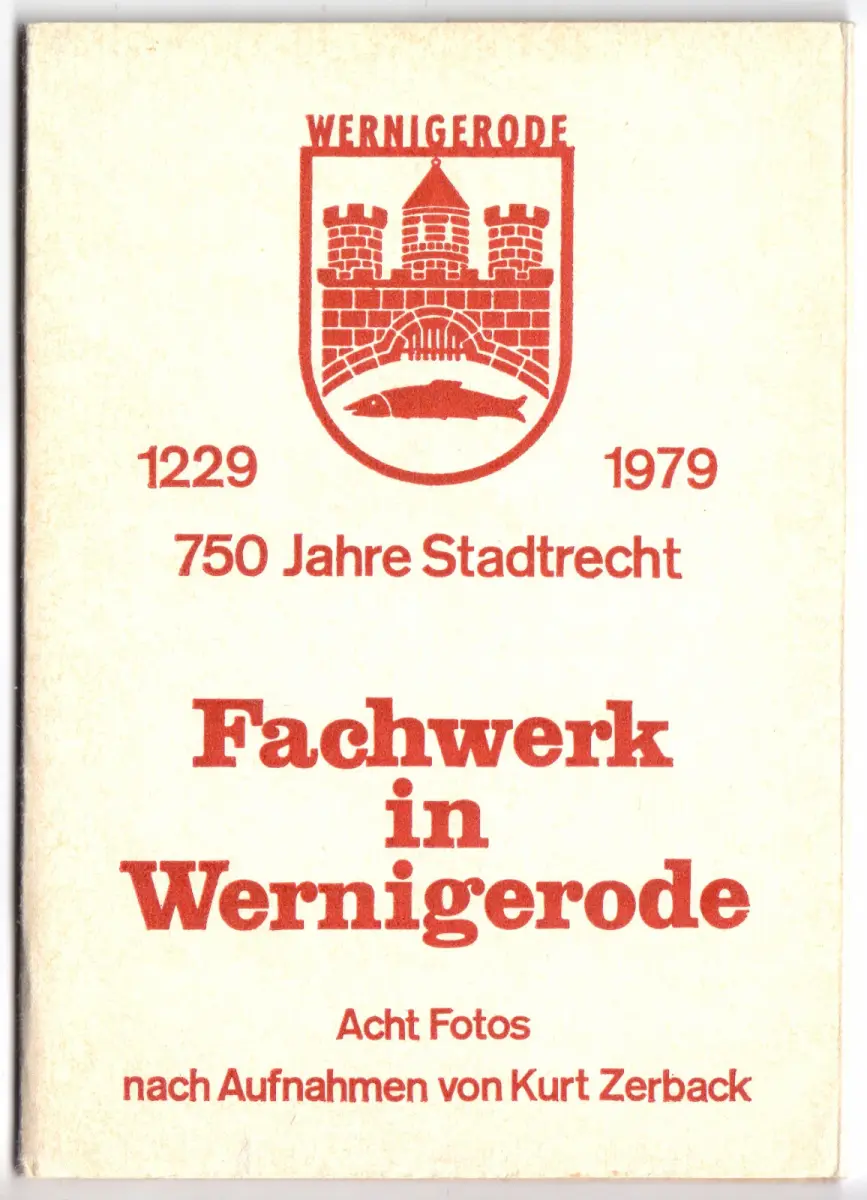 WERNIGERODE
1229 1979
750 Jahre Stadtrecht
Fachwerk
in
Wernigerode
Acht Fotos
nach Aufnahmen von Kurt Zerback